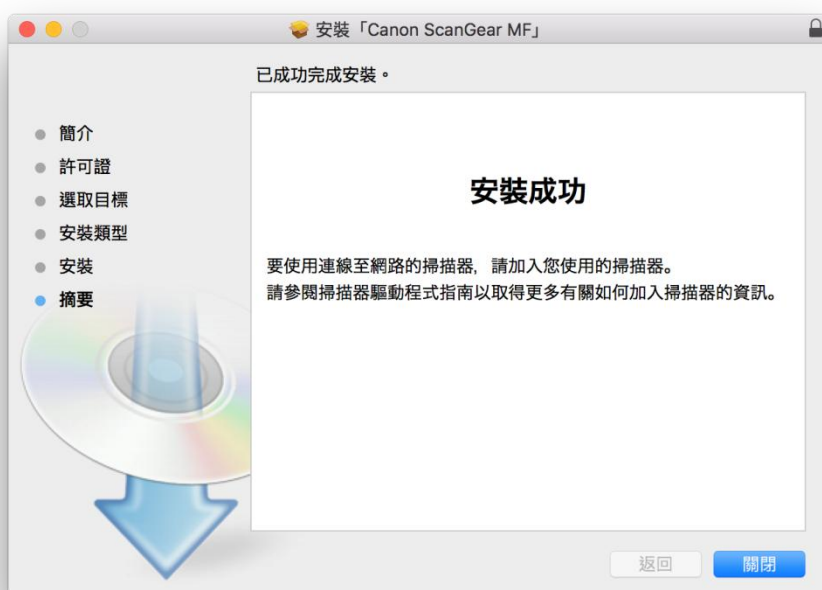 安裝「Canon ScanGear MF」
已成功完成安裝。
簡介
許可證
選取目標
安裝類型
安裝
摘要
安裝成功
要使用連線至網路的掃描器，請加入您使用的掃描器。
請參閱掃描器驅動程式指南以取得更多有關如何加入掃描器的資訊。
返回
關閉